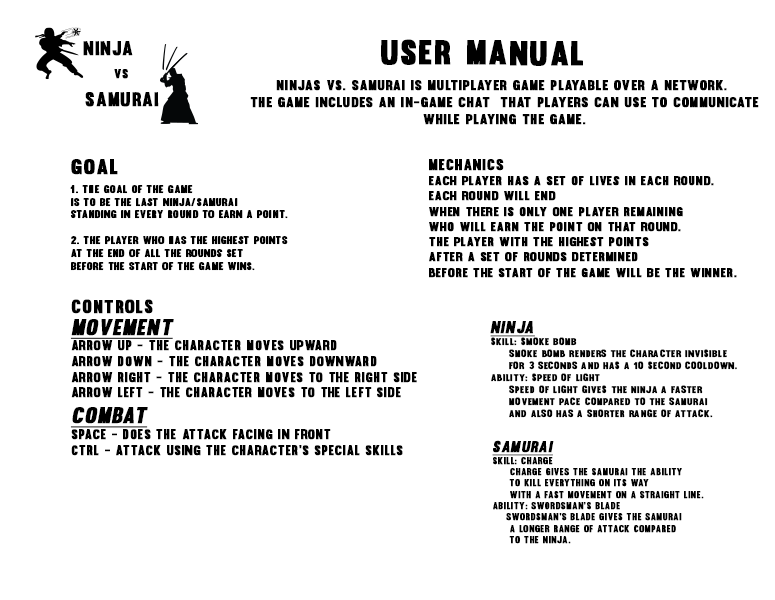 NINJA
VS
SAMURAI
USER MANUAL
NINJAS VS. SAMURAI IS MULTIPLAYER GAME PLAYABLE OVER A NETWORK.
THE GAME INCLUDES AN IN-GAME CHAT THAT PLAYERS CAN USE TO COMMUNICATE
WHILE PLAYING THE GAME.
GOAL
1. THE GOAL OF THE GAME
IS TO BE THE LAST NINJA/SAMURAI
STANDING IN EVERY ROUND TO EARN A POINT.
2. THE PLAYER WHO HAS THE HIGHEST POINTS
AT THE END OF ALL THE ROUNDS SET
BEFORE THE START OF THE GAME WINS.
MECHANICS
EACH PLAYER HAS A SET OF LIVES IN EACH ROUND.
EACH ROUND WILL END
WHEN THERE IS ONLY ONE PLAYER REMAINING
WHO WILL EARN THE POINT ON THAT ROUND.
THE PLAYER WITH THE HIGHEST POINTS
AFTER A SET OF ROUNDS DETERMINED
BEFORE THE START OF THE GAME WILL BE THE WINNER.
CONTROLS
MOVEMENT
ARROW UP - THE CHARACTER MOVES UPWARD
ARROW DOWN - THE CHARACTER MOVES DOWNWARD
ARROW RIGHT - THE CHARACTER MOVES TO THE RIGHT SIDE
ARROW LEFT - THE CHARACTER MOVES TO THE LEFT SIDE
COMBAT
SPACE - DOES THE ATTACK FACING IN FRONT
CTRL - ATTACK USING THE CHARACTER'S SPECIAL SKILLS
NINJA
SKILL: SMOKE BOMB
SMOKE BOMB RENDERS THE CHARACTER INVISIBLE
FOR 3 SECONDS AND HAS A 10 SECOND COOLDOWN.
ABILITY: SPEED OF LIGHT
SPEED OF LIGHT GIVES THE NINJA A FASTER
MOVEMENT PACE COMPARED TO THE SAMURAI
AND ALSO HAS A SHORTER RANGE OF ATTACK.
SAMURAI
SKILL: CHARGE
CHARGE GIVES THE SAMURAI THE ABILITY
TO KILL EVERYTHING ON ITS WAY
WITH A FAST MOVEMENT ON A STRAIGHT LINE.
ABILITY: SWORDSMAN'S BLADE
SWORDSMAN'S BLADE GIVES THE SAMURAI
A LONGER RANGE OF ATTACK COMPARED
TO THE NINJA.